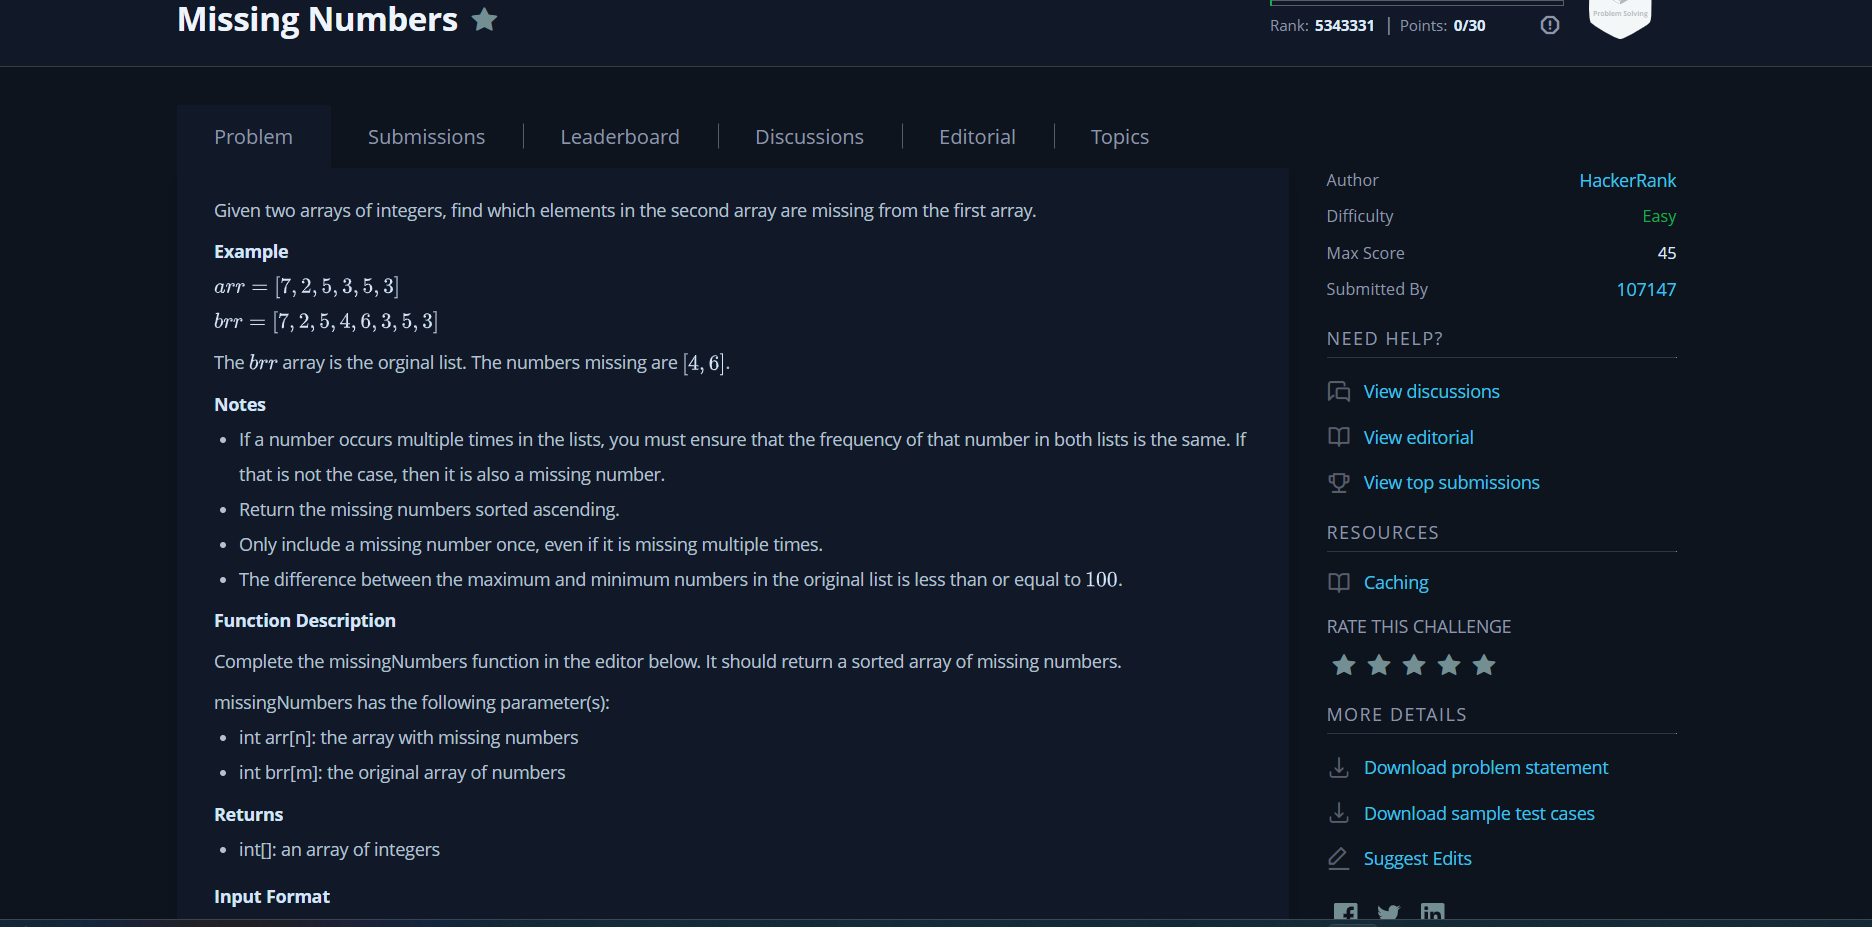 Missing Numbers
Rank: 5343331 | Points: 0/30
Problem Solving
Problem
Submissions
Leaderboard
Discussions
Editorial
Topics
Given two arrays of integers, find which elements in the second array are missing from the first array.
Example
arr = [7, 2, 5, 3, 5, 3]
brr = [7, 2, 5, 4, 6, 3, 5, 3]
The brr array is the orginal list. The numbers missing are [4, 6].
Notes
• If a number occurs multiple times in the lists, you must ensure that the frequency of that number in both lists is the same. If
that is not the case, then it is also a missing number.
• Return the missing numbers sorted ascending.
• Only include a missing number once, even if it is missing multiple times.
• The difference between the maximum and minimum numbers in the original list is less than or equal to 100.
Function Description
Complete the missingNumbers function in the editor below. It should return a sorted array of missing numbers.
missingNumbers has the following parameter(s):
• int arr[n]: the array with missing numbers
• int brr[m]: the original array of numbers
Returns
• int[]: an array of integers
Input Format
Author HackerRank
Difficulty Easy
Max Score 45
Submitted By 107147
NEED HELP?
View discussions
View editorial
View top submissions
RESOURCES
Caching
RATE THIS CHALLENGE
MORE DETAILS
Download problem statement
Download sample test cases
Suggest Edits